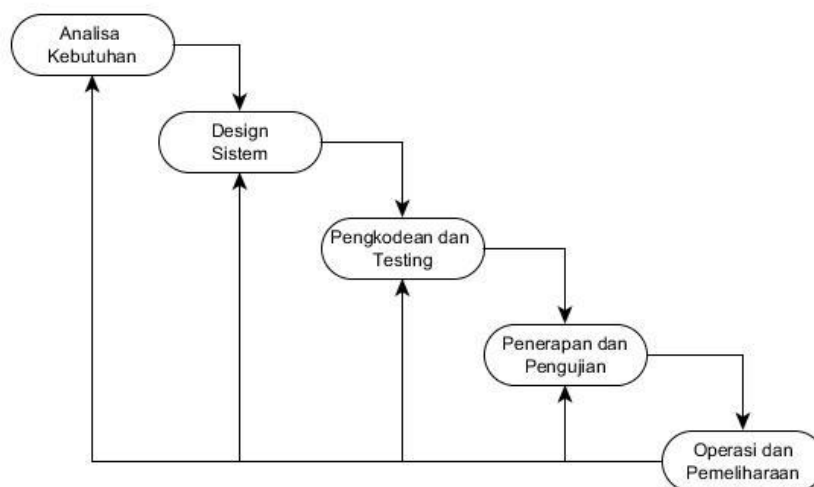 Analisa
Kebutuhan
Design
Sistem
Pengkodean dan
Testing
Penerapan dan
Pengujian
Operasi dan
Pemeliharaan